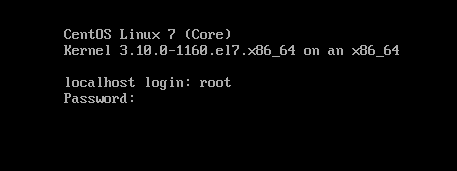 CentOS Linux 7 (Core)
Kernel 3.10.0-1160.el7.x86_64 on an x86_64
localhost login: root
Password: